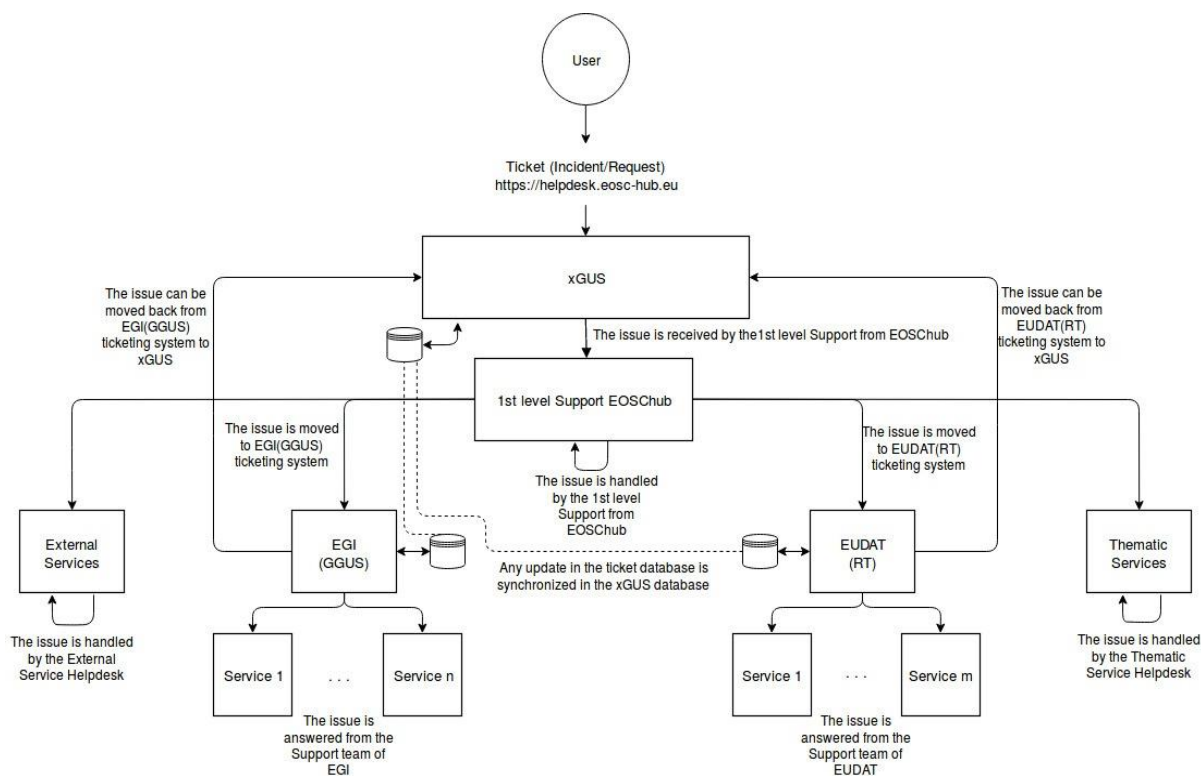 User
Ticket (Incident/Request)
https://helpdesk.eosc-hub.eu
xGUS
The issue can be
moved back from
EGI(GGUS)
ticketing system to
xGUS
The issue can be
moved back from
EUDAT(RT)
ticketing system to
xGUS
The issue is received by the1st level Support from EOSChub
1st level Support EOSChub
The issue is moved
to EGI(GGUS)
ticketing system
The issue is moved
to EUDAT(RT)
ticketing system
The issue is handled
by the 1st level
Support from
EOSChub
External
Services
EGI
(GGUS)
Any update in the ticket database is
synchronized in the xGUS database
EUDAT
(RT)
Thematic
Services
The issue is handled
by the External
Service Helpdesk
Service 1
. . .
Service n
The issue is
answered from the
Support team of
EGI
Service 1
. . .
Service m
The issue is
answered from the
Support team of
EUDAT
The issue is handled
by the Thematic
Service Helpdesk